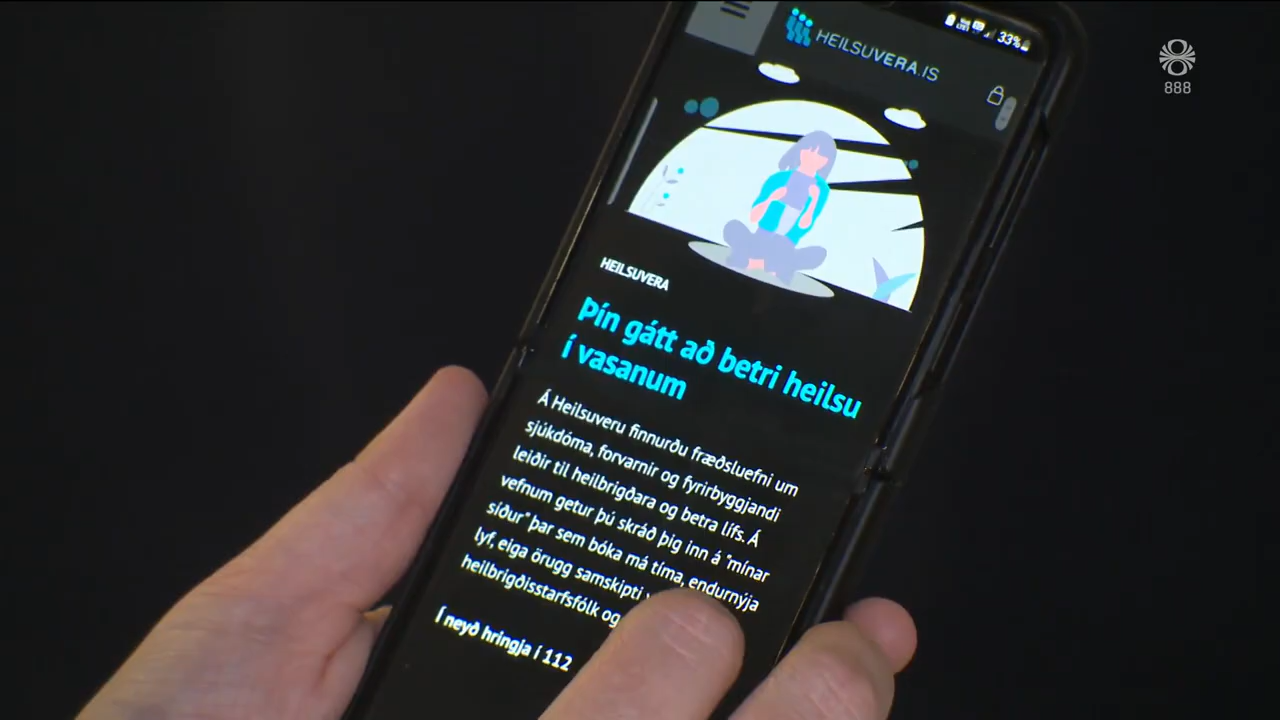 HEILSUVERA.IS
33%
888
HEILSUVERA
Þín gátt að betri heilsu
í vasanum
Á Heilsuveru finnurðu fræðsluefni um
sjúkdóma, forvarnir og fyrirbyggjandi
leiðir til heilbrigðara og betra lífs. Á
vefnum getur þú skráð þig inn á "mínar
síður" þar sem bóka má tíma, endurnýja
lyf, eiga örugg samskipti
heilbrigðisstarfsfólk og
Í neyð hringja í 112